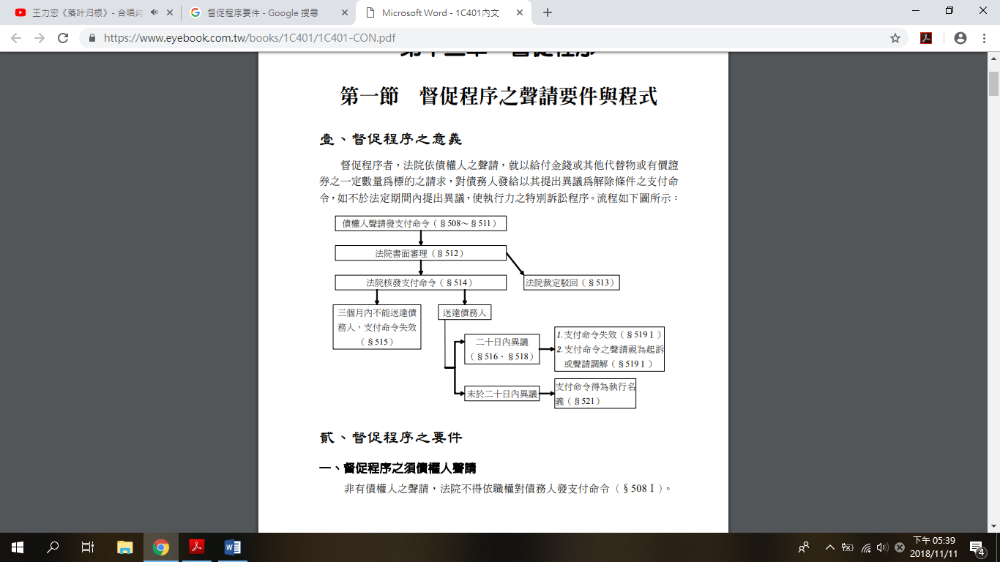 王力宏《落叶归根》- 合唱純
督促程序要件 - Google 搜尋
Microsoft Word - 1C401內文
https://www.eyebook.com.tw/books/1C401/1C401-CON.pdf
督促程序
第一節　督促程序之聲請要件與程式
壹、督促程序之意義
督促程序者，法院依債權人之聲請，就以給付金錢或其他代替物或有價證
券之一定數量為標的之請求，對債務人發給以其提出異議為解除條件之支付命
令，如不於法定期間內提出異議，使執行力之特別訴訟程序。流程如下圖所示：
債權人聲請發支付命令（§508～§511）
法院書面審理（§512）
法院核發支付命令（§514）
法院裁定駁回（§513）
三個月內不能送達債
務人，支付命令失效
（§515）
送達債務人
二十日內異議
（§516、§518）
1.支付命令失效（§519Ⅰ）
2.支付命令之聲請視為起訴
或聲請調解（§519Ⅰ）
未於二十日內異議
支付命令得為執行名
義（§521）
貳、督促程序之要件
一、督促程序之須債權人聲請
非有債權人之聲請，法院不得依職權對債務人發支付命令（§508Ⅰ）。
下午 05:39
2018/11/11
4